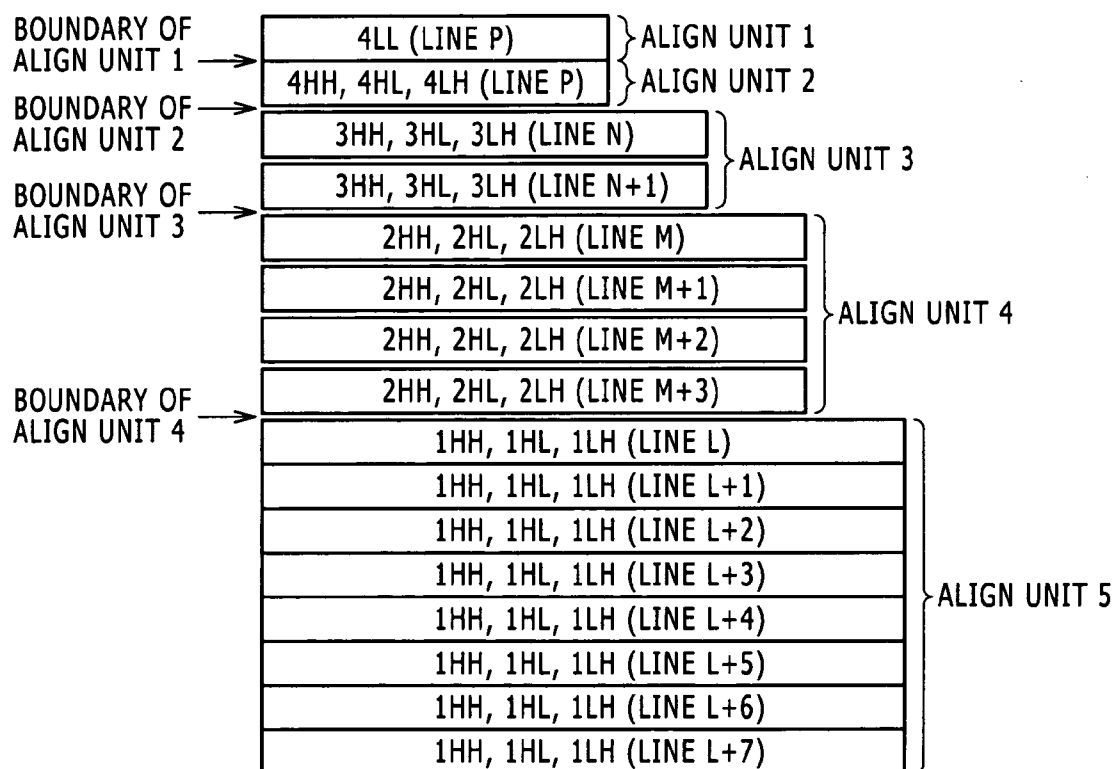 BOUNDARY OF
ALIGN UNIT 1
4LL (LINE P)
ALIGN UNIT 1
4HH, 4HL, 4LH (LINE P)
ALIGN UNIT 2
BOUNDARY OF
ALIGN UNIT 2
3HH, 3HL, 3LH (LINE N)
3HH, 3HL, 3LH (LINE N+1)
ALIGN UNIT 3
BOUNDARY OF
ALIGN UNIT 3
2HH, 2HL, 2LH (LINE M)
2HH, 2HL, 2LH (LINE M+1)
2HH, 2HL, 2LH (LINE M+2)
2HH, 2HL, 2LH (LINE M+3)
ALIGN UNIT 4
BOUNDARY OF
ALIGN UNIT 4
1HH, 1HL, 1LH (LINE L)
1HH, 1HL, 1LH (LINE L+1)
1HH, 1HL, 1LH (LINE L+2)
1HH, 1HL, 1LH (LINE L+3)
1HH, 1HL, 1LH (LINE L+4)
1HH, 1HL, 1LH (LINE L+5)
1HH, 1HL, 1LH (LINE L+6)
1HH, 1HL, 1LH (LINE L+7)
ALIGN UNIT 5